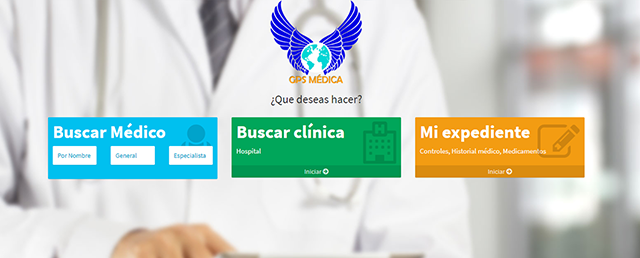 GPS MÉDICA
¿Que deseas hacer?
Buscar Médico
Por Nombre
General
Especialista
Buscar clínica
Hospital
Iniciar
Mi expediente
Controles, Historial médico, Medicamentos
Iniciar